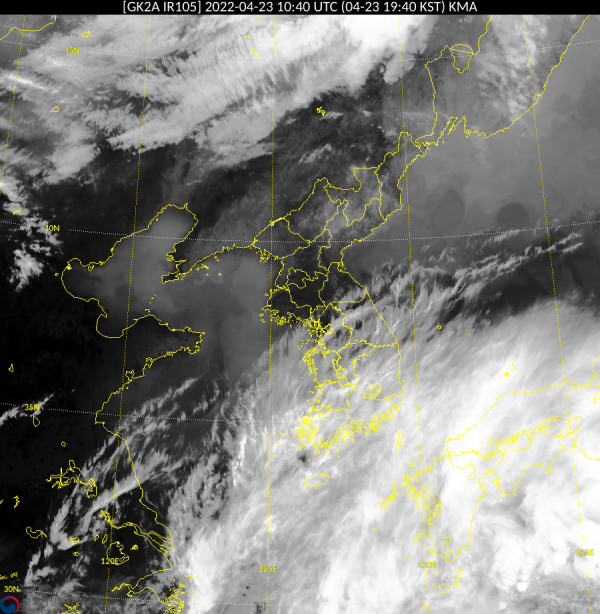 [GK2A IR105] 2022-04-23 10:40 UTC (04-23 19:40 KST) KMA
45N
40N
35N
135E
130E
125E
120E
30N